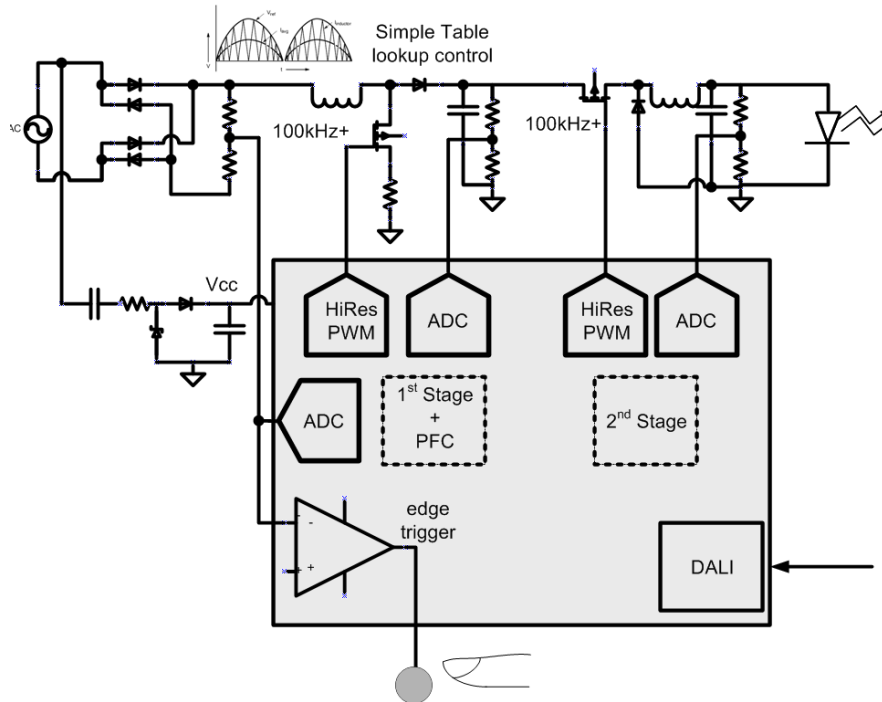 Simple Table
lookup control
V
t
AC
100kHz+
100kHz+
Vcc
HiRes
PWM
ADC
HiRes
PWM
ADC
ADC
1st Stage
+
PFC
2nd Stage
edge
trigger
-
-
+
+
DALI